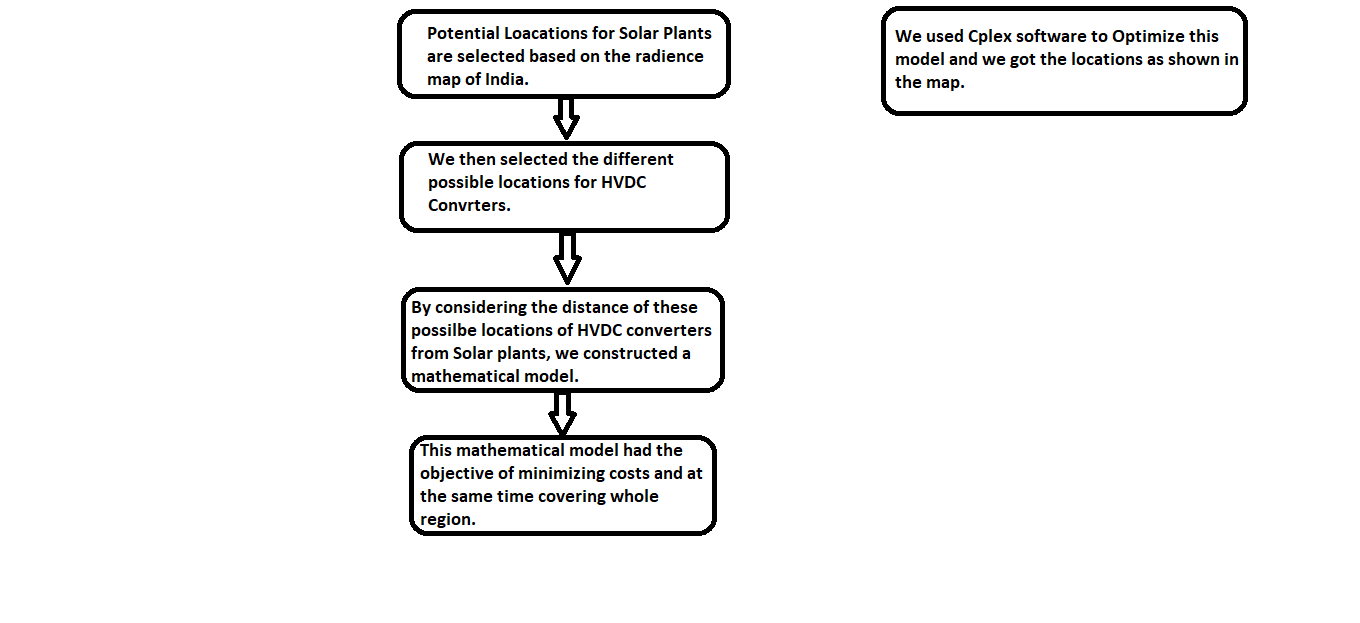 Potential Loacations for Solar Plants
are selected based on the radience
map of India.
We then selected the different
possible locations for HVDC
Convrters.
By considering the distance of these
possilbe locations of HVDC converters
from Solar plants, we constructed a
mathematical model.
This mathematical model had the
objective of minimizing costs and at
the same time covering whole
region.
We used Cplex software to Optimize this
model and we got the locations as shown in
the map.